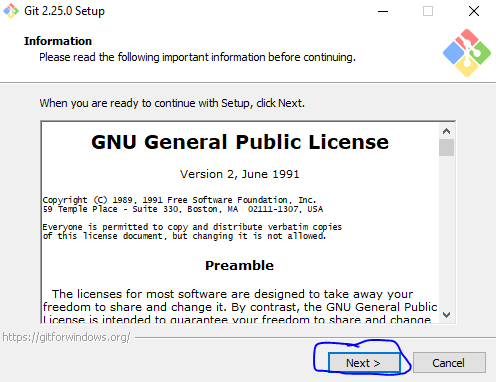 Git 2.25.0 Setup
Information
Please read the following important information before continuing.
When you are ready to continue with Setup, click Next.
GNU General Public License
Version 2, June 1991
Copyright (C) 1989, 1991 Free Software Foundation, Inc.
59 Temple Place - Suite 330, Boston, MA  02111-1307, USA
Everyone is permitted to copy and distribute verbatim copies
of this license document, but changing it is not allowed.
Preamble
The licenses for most software are designed to take away your
freedom to share and change it. By contrast, the GNU General Public
License is intended to guarantee your freedom to share and change
https://gitforwindows.org/
Next >
Cancel